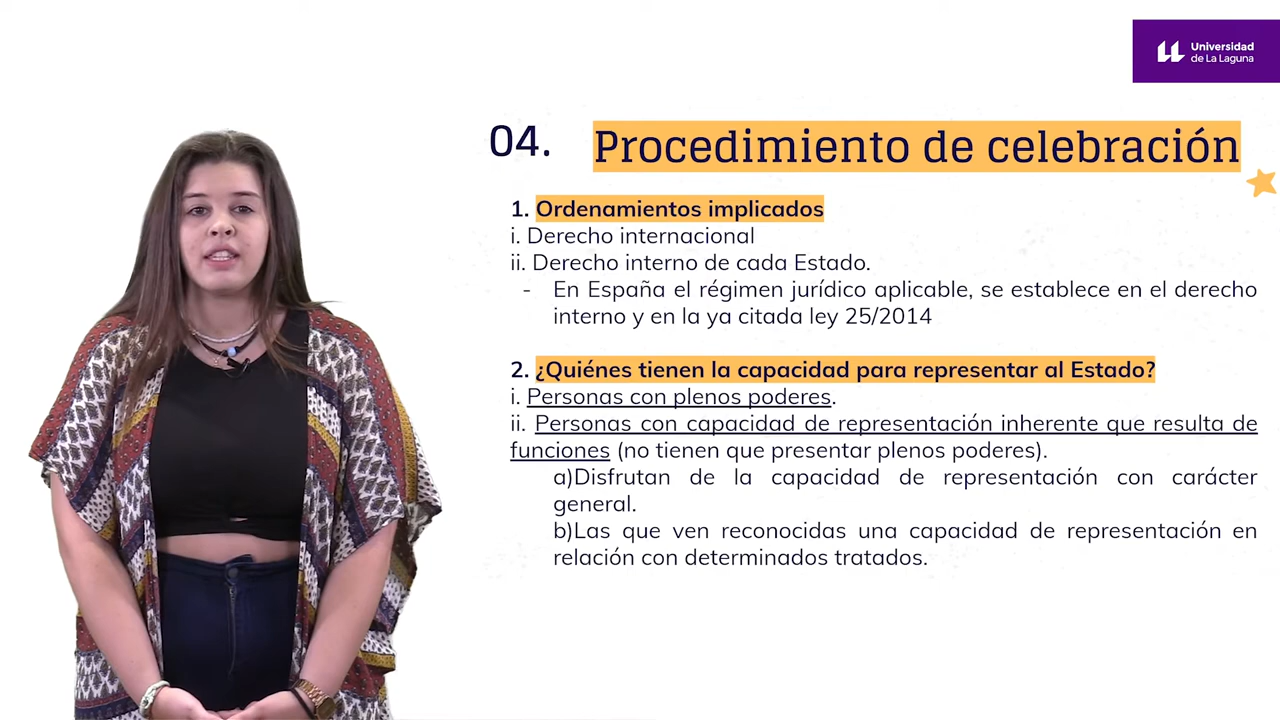 Universidad
de La Laguna
04. Procedimiento de celebración
1. Ordenamientos implicados
i. Derecho internacional
ii. Derecho interno de cada Estado.
- En España el régimen jurídico aplicable, se establece en el derecho
interno y en la ya citada ley 25/2014
2. ¿Quiénes tienen la capacidad para representar al Estado?
i. Personas con plenos poderes.
ii. Personas con capacidad de representación inherente que resulta de
funciones (no tienen que presentar plenos poderes).
a)Disfrutan de la capacidad de representación con carácter
general.
b)Las que ven reconocidas una capacidad de representación en
relación con determinados tratados.